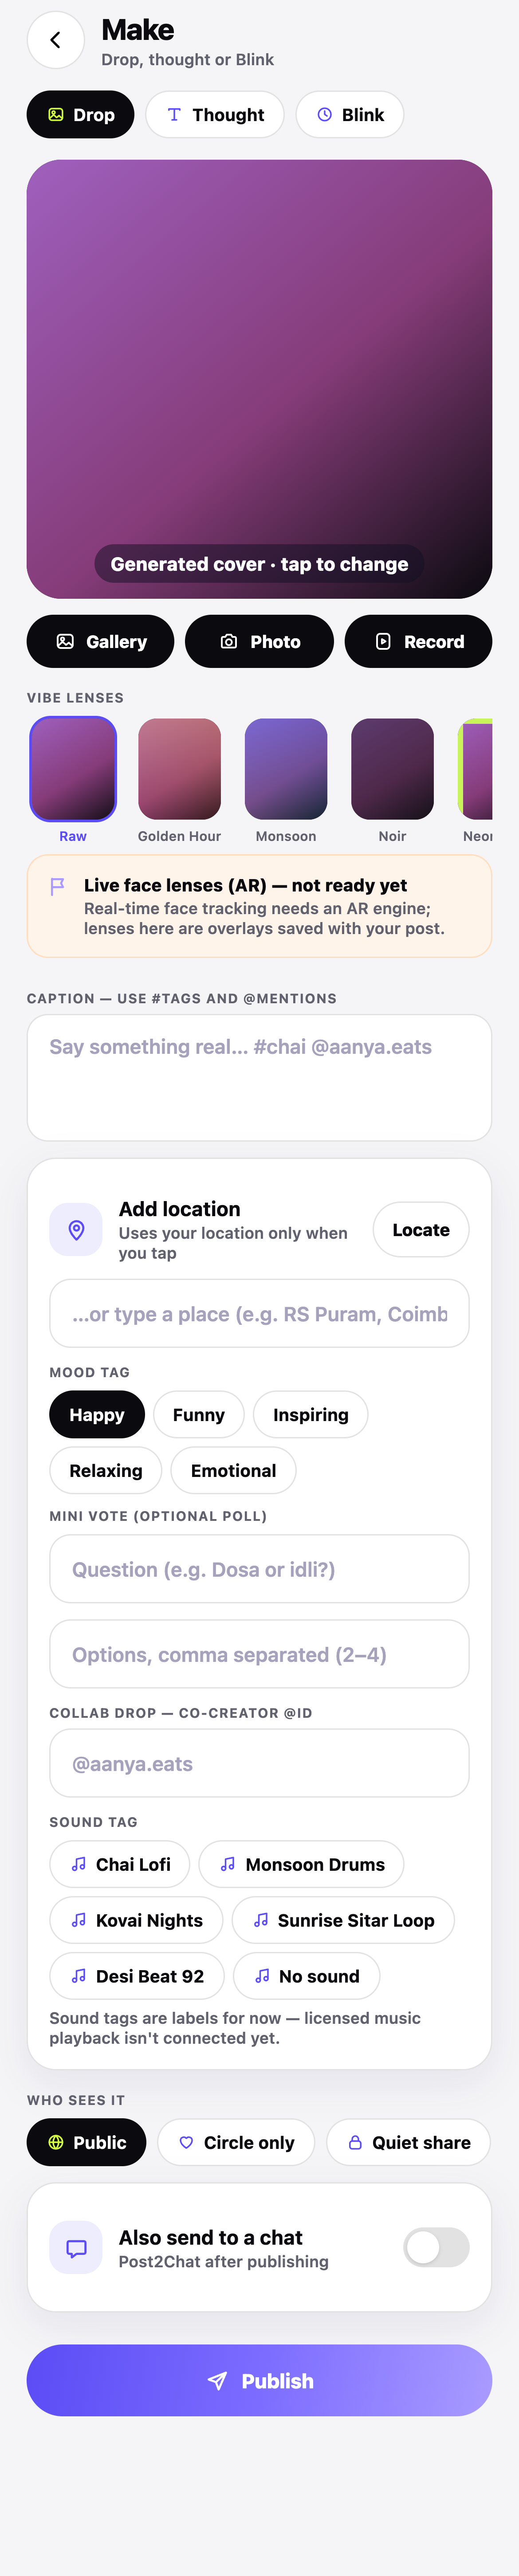 Make
Drop, thought or Blink
Drop
Thought
Blink
Generated cover · tap to change
Gallery
Photo
Record
VIBE LENSES
Raw
Golden Hour
Monsoon
Noir
Neon
Live face lenses (AR) — not ready yet
Real-time face tracking needs an AR engine;
lenses here are overlays saved with your post.
CAPTION — USE #TAGS AND @MENTIONS
Say something real... #chai @aanya.eats
Add location
Uses your location only when
you tap
Locate
...or type a place (e.g. RS Puram, Coimb
MOOD TAG
Happy
Funny
Inspiring
Relaxing
Emotional
MINI VOTE (OPTIONAL POLL)
Question (e.g. Dosa or idli?)
Options, comma separated (2–4)
COLLAB DROP — CO-CREATOR @ID
@aanya.eats
SOUND TAG
Chai Lofi
Monsoon Drums
Kovai Nights
Sunrise Sitar Loop
Desi Beat 92
No sound
Sound tags are labels for now — licensed music
playback isn't connected yet.
WHO SEES IT
Public
Circle only
Quiet share
Also send to a chat
Post2Chat after publishing
Publish